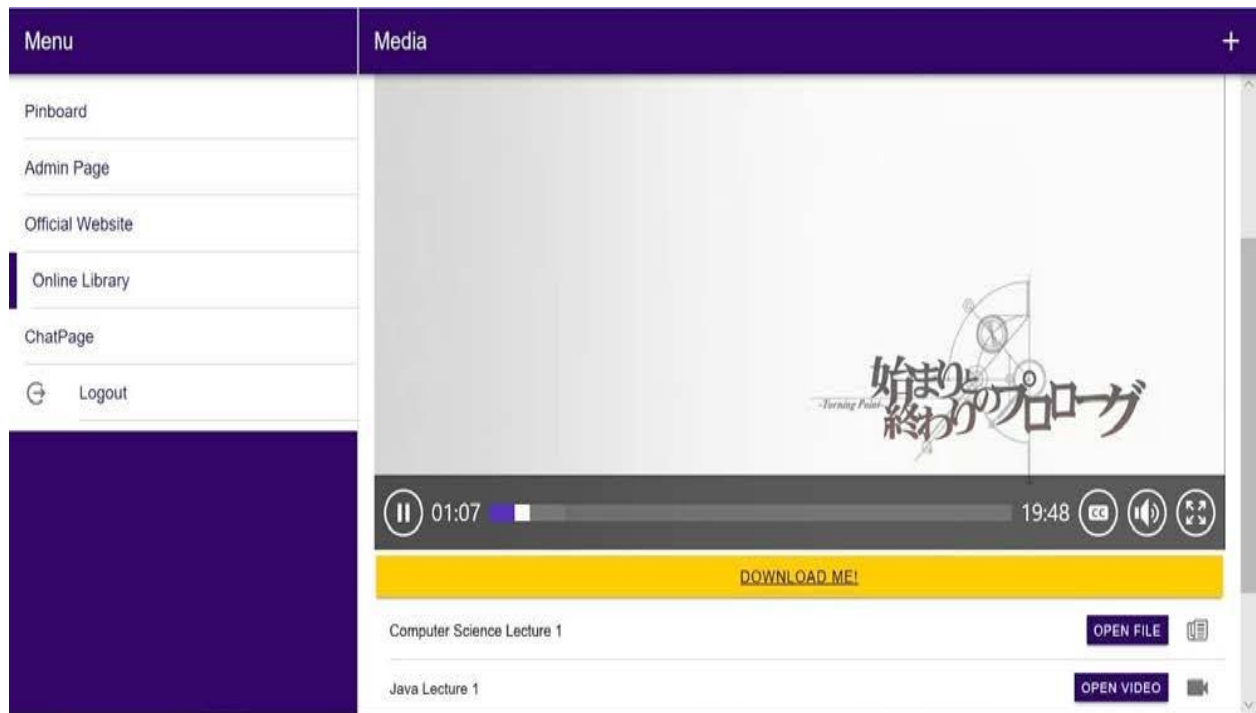 Menu
Pinboard
Admin Page
Official Website
Online Library
ChatPage
Logout
Media
+
始まりと
終わりのプロローグ
-Turning Point-
01:07
19:48
CC
DOWNLOAD ME!
Computer Science Lecture 1 OPEN FILE
Java Lecture 1 OPEN VIDEO